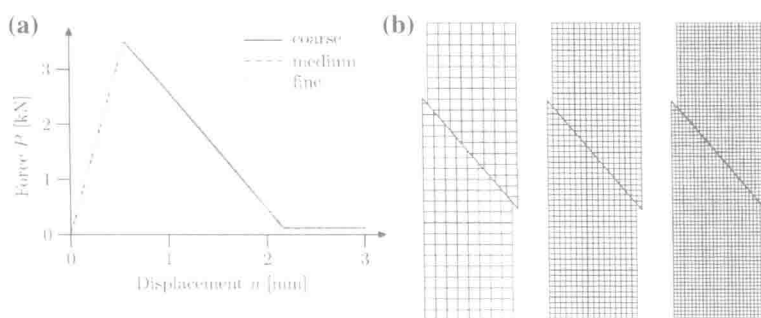 (a)
coarse
medium
fine
Force P [kN]
3
2
1
0
0 1 2 3
Displacement u [mm]
(b)